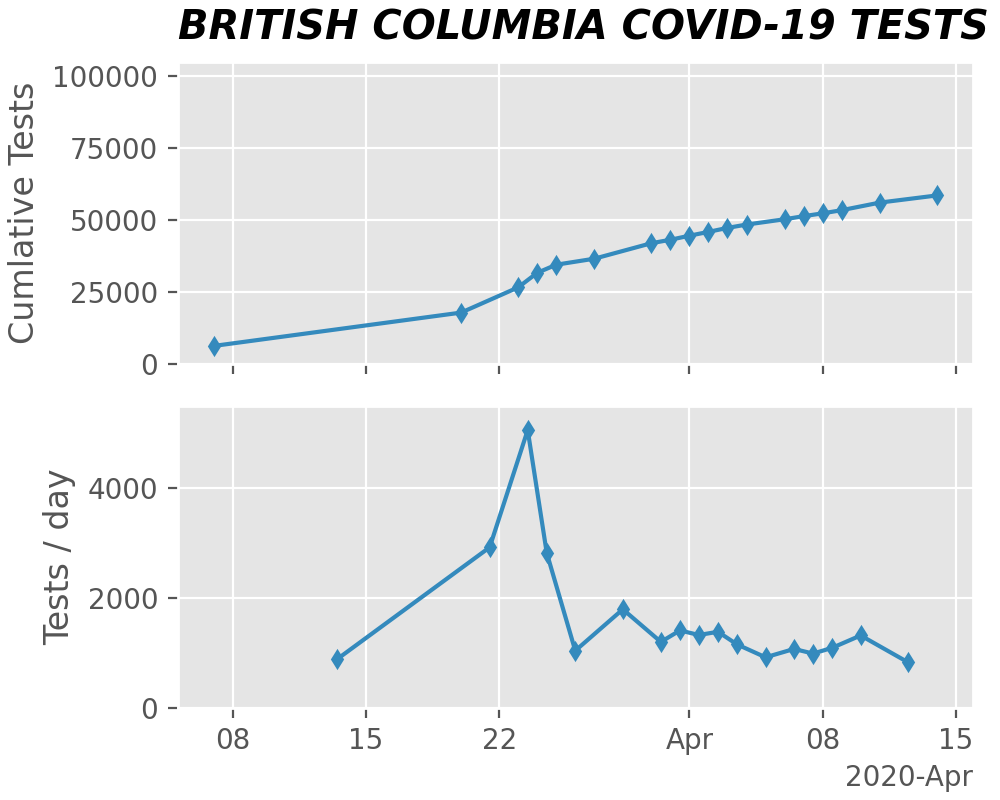 BRITISH COLUMBIA COVID-19 TESTS
100000
75000
50000
25000
0
Cumlative Tests
4000
2000
0
Tests / day
08 15 22 Apr 08 15
2020-Apr